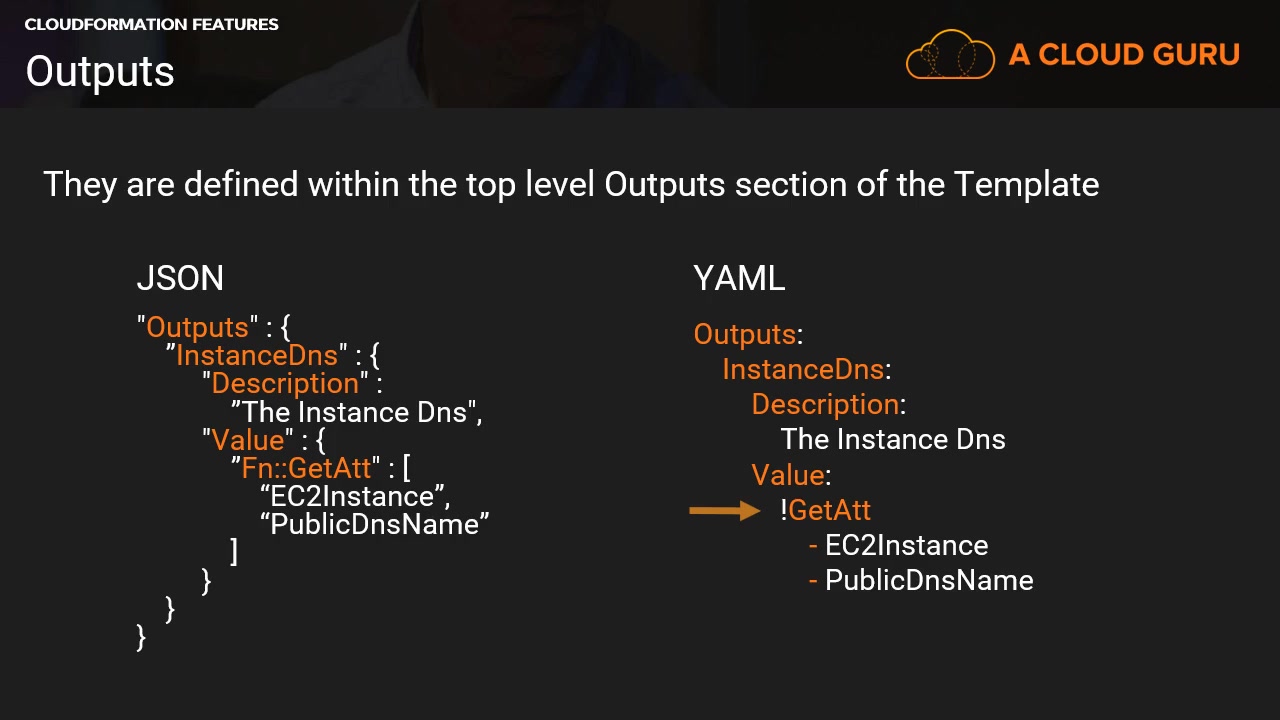 CLOUDFORMATION FEATURES
Outputs
A CLOUD GURU
They are defined within the top level Outputs section of the Template
JSON
"Outputs" : {
”InstanceDns" : {
"Description" :
”The Instance Dns",
"Value" : {
”Fn::GetAtt" : [
“EC2Instance”,
“PublicDnsName”
]
}
}
}
YAML
Outputs:
InstanceDns:
Description:
The Instance Dns
Value:
!GetAtt
- EC2Instance
- PublicDnsName